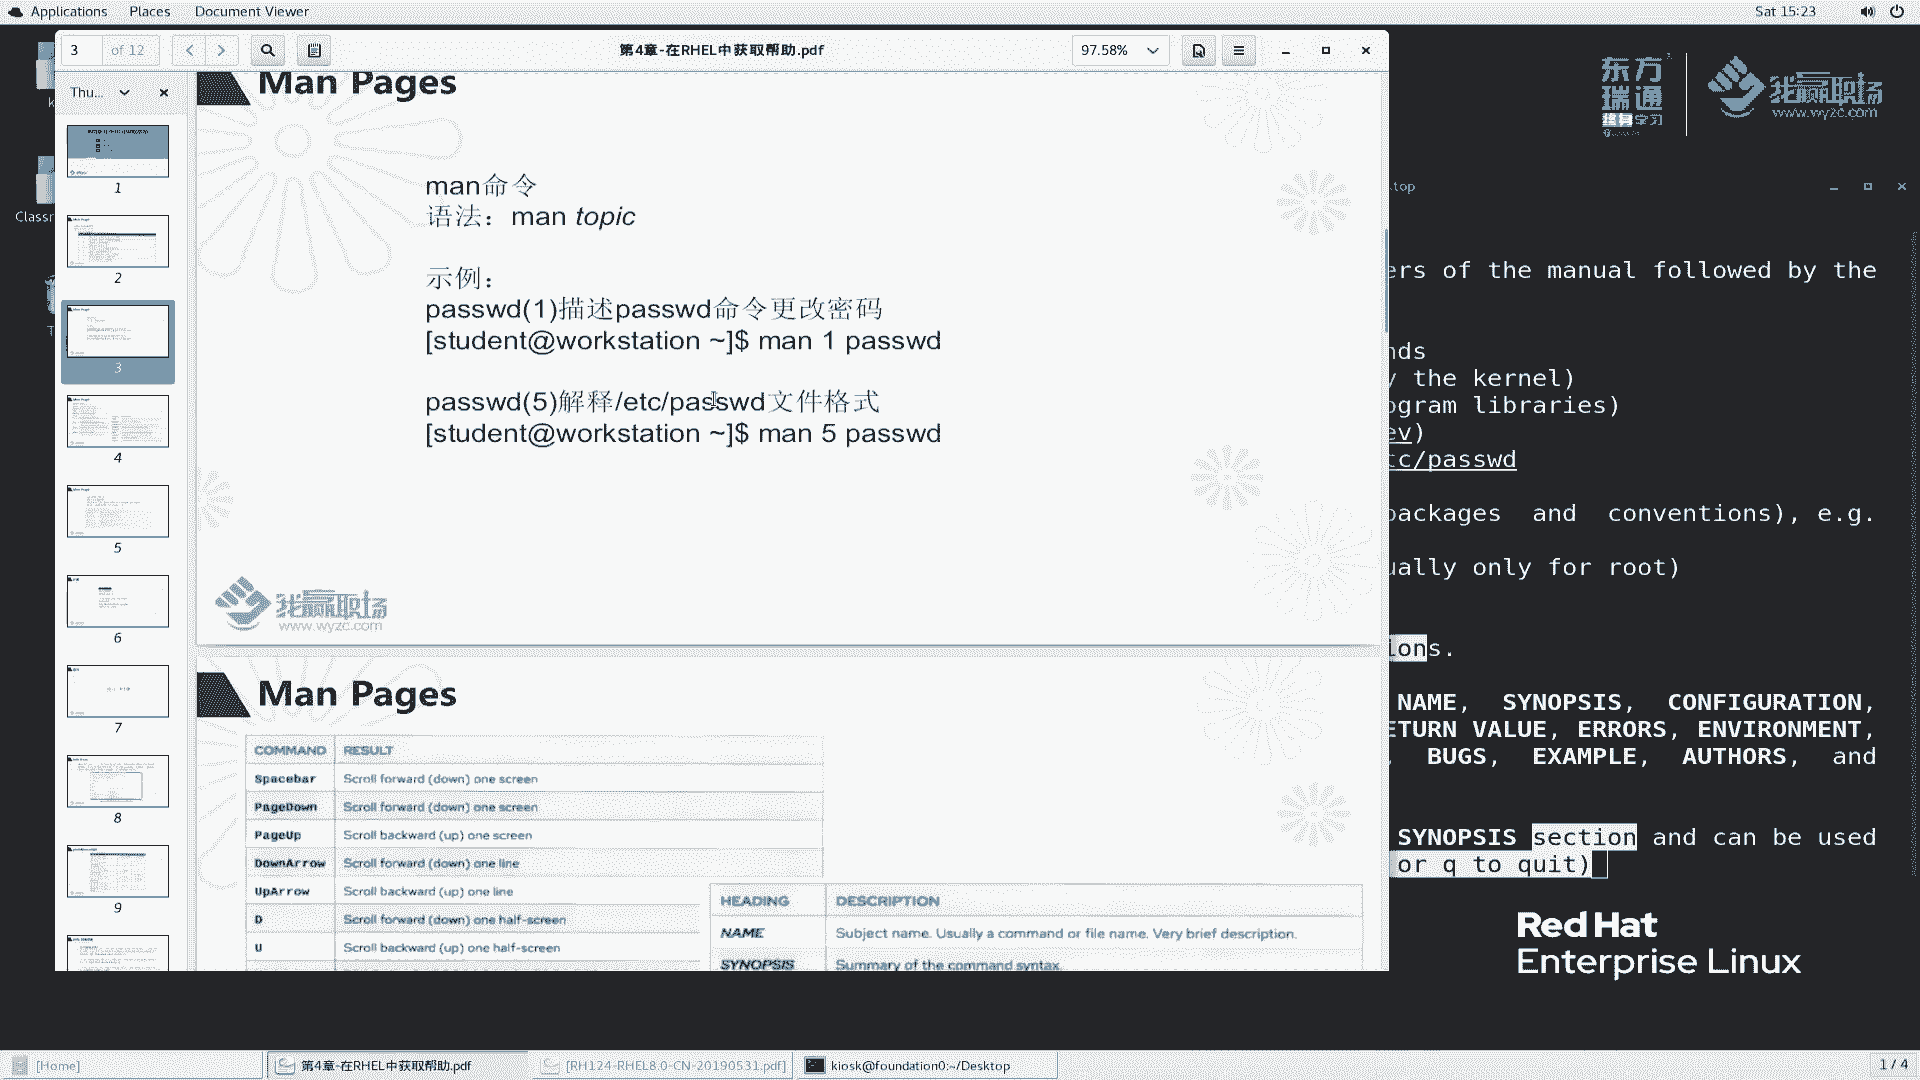 Applications Places Document Viewer
Sat 15:23
3 of 12
第4章-在RHEL中获取帮助.pdf
97.58%
Thu...
1
2
3
4
5
6
7
8
9
Man Pages
man命令
语法：man topic
示例：
passwd(1)描述passwd命令更改密码
[student@workstation ~]$ man 1 passwd
passwd(5)解释/etc/passwd文件格式
[student@workstation ~]$ man 5 passwd
我赢职场
www.wyzc.com
Man Pages
COMMAND RESULT
Spacebar Scroll forward (down) one screen
PageDown Scroll forward (down) one screen
PageUp Scroll backward (up) one screen
DownArrow Scroll forward (down) one line
UpArrow Scroll backward (up) one line
D Scroll forward (down) one half-screen
U Scroll backward (up) one half-screen
HEADING DESCRIPTION
NAME Subject name. Usually a command or file name. Very brief description.
SYNOPSIS Summary of the command syntax.
Classr
东方
瑞通
终身学习
我赢职场
www.wyzc.com
top
ers of the manual followed by the
nds
y the kernel)
ogram libraries)
ev)
tc/passwd
packages and conventions), e.g.
ually only for root)
ions.
NAME, SYNOPSIS, CONFIGURATION,
ETURN VALUE, ERRORS, ENVIRONMENT,
, BUGS, EXAMPLE, AUTHORS, and
SYNOPSIS section and can be used
or q to quit)
Red Hat
Enterprise Linux
[Home]
第4章-在RHEL中获取帮助.pdf
[RH124-RHEL8.0-CN-20190531.pdf]
kiosk@foundation0:~/Desktop
1 / 4